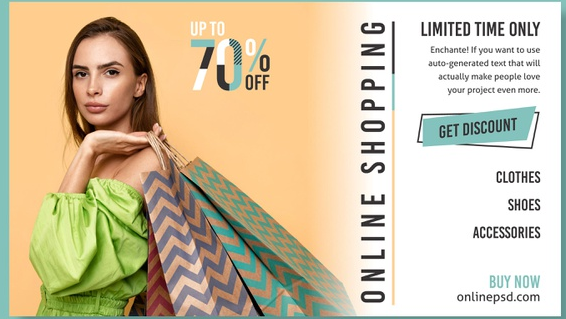 UP TO
70%
OFF
ONLINE SHOPPING
LIMITED TIME ONLY
Enchante! If you want to use
auto-generated text that will
actually make people love
your project even more.
GET DISCOUNT
CLOTHES
SHOES
ACCESSORIES
BUY NOW
onlinepsd.com